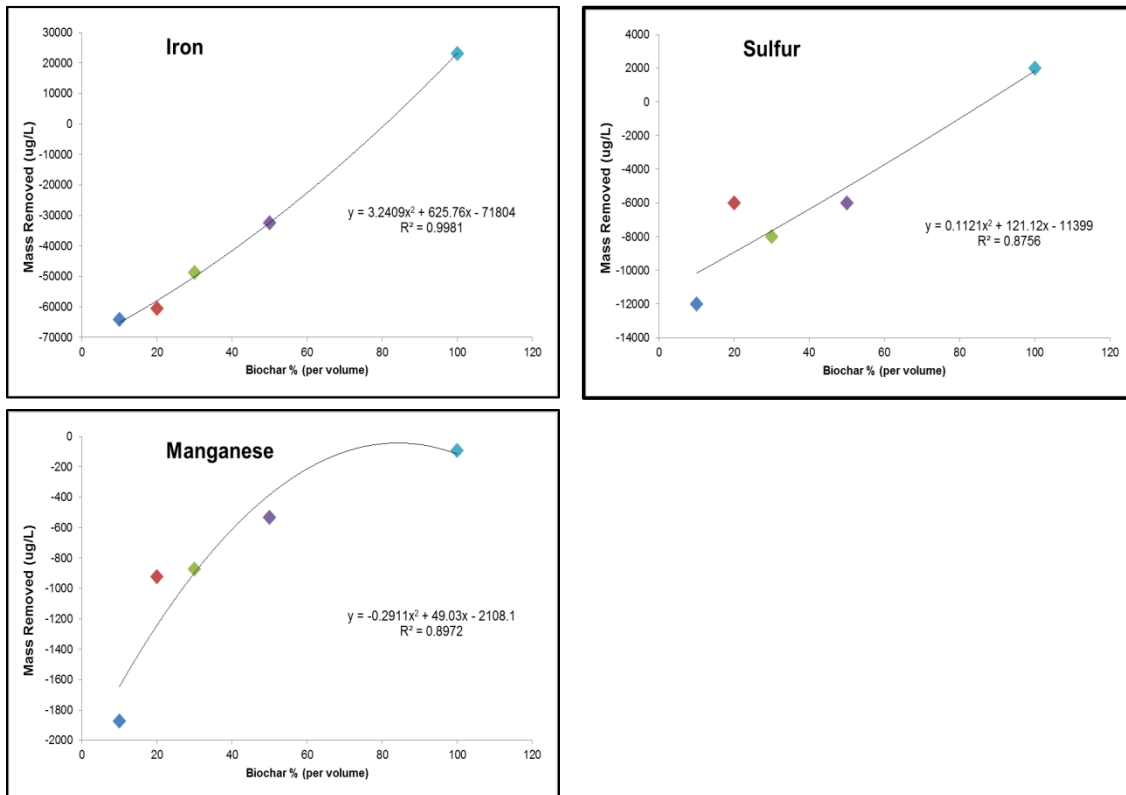 Iron
Mass Removed (ug/L)
30000
20000
10000
0
-10000
-20000
-30000
-40000
-50000
-60000
-70000
y = 3.2409x² + 625.76x - 71804
R² = 0.9981
0 20 40 60 80 100 120
Biochar % (per volume)
Sulfur
Mass Removed (ug/L)
4000
2000
0
-2000
-4000
-6000
-8000
-10000
-12000
-14000
y = 0.1121x² + 121.12x - 11399
R² = 0.8756
0 20 40 60 80 100 120
Biochar % (per volume)
Manganese
Mass Removed (ug/L)
0
-200
-400
-600
-800
-1000
-1200
-1400
-1600
-1800
-2000
y = -0.2911x² + 49.03x - 2108.1
R² = 0.8972
0 20 40 60 80 100 120
Biochar % (per volume)